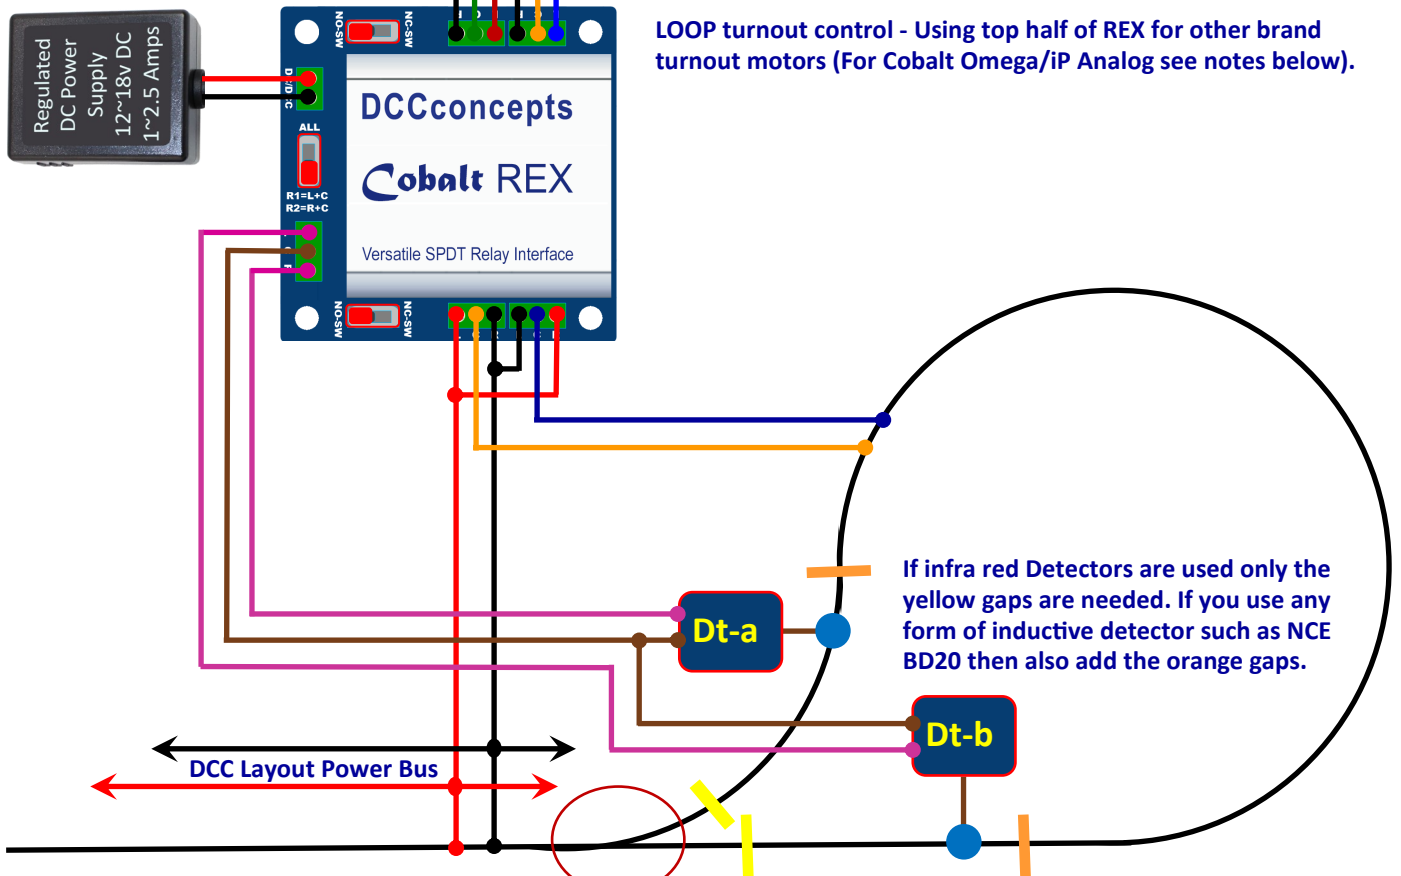 LOOP turnout control - Using top half of REX for other brand
turnout motors (For Cobalt Omega/iP Analog see notes below).
Regulated
DC Power
Supply
12~18v DC
1~2.5 Amps
NO-SW
NC-SW
ALL
R1=L+C
R2=R+C
DCCconcepts
Cobalt REX
Versatile SPDT Relay Interface
NO-SW
NC-SW
If infra red Detectors are used only the
yellow gaps are needed. If you use any
form of inductive detector such as NCE
BD20 then also add the orange gaps.
Dt-a
Dt-b
DCC Layout Power Bus